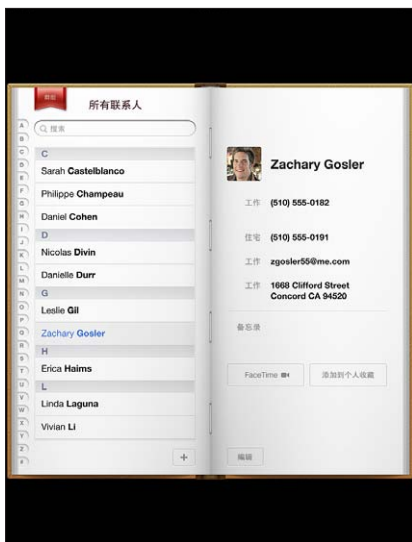 群组
所有联系人
搜索
A
B
C
D
E
F
G
H
I
J
K
L
M
N
O
P
Q
R
S
T
U
V
W
X
Y
Z
#
C
Sarah Castelblanco
Philippe Champeau
Daniel Cohen
D
Nicolas Divin
Danielle Durr
G
Leslie Gil
Zachary Gosler
H
Erica Haims
L
Linda Laguna
Vivian Li
+
Zachary Gosler
工作 (510) 555-0182
住宅 (510) 555-0191
工作 zgosler55@me.com
工作 1668 Clifford Street
Concord CA 94520
备忘录
FaceTime
添加到个人收藏
编辑